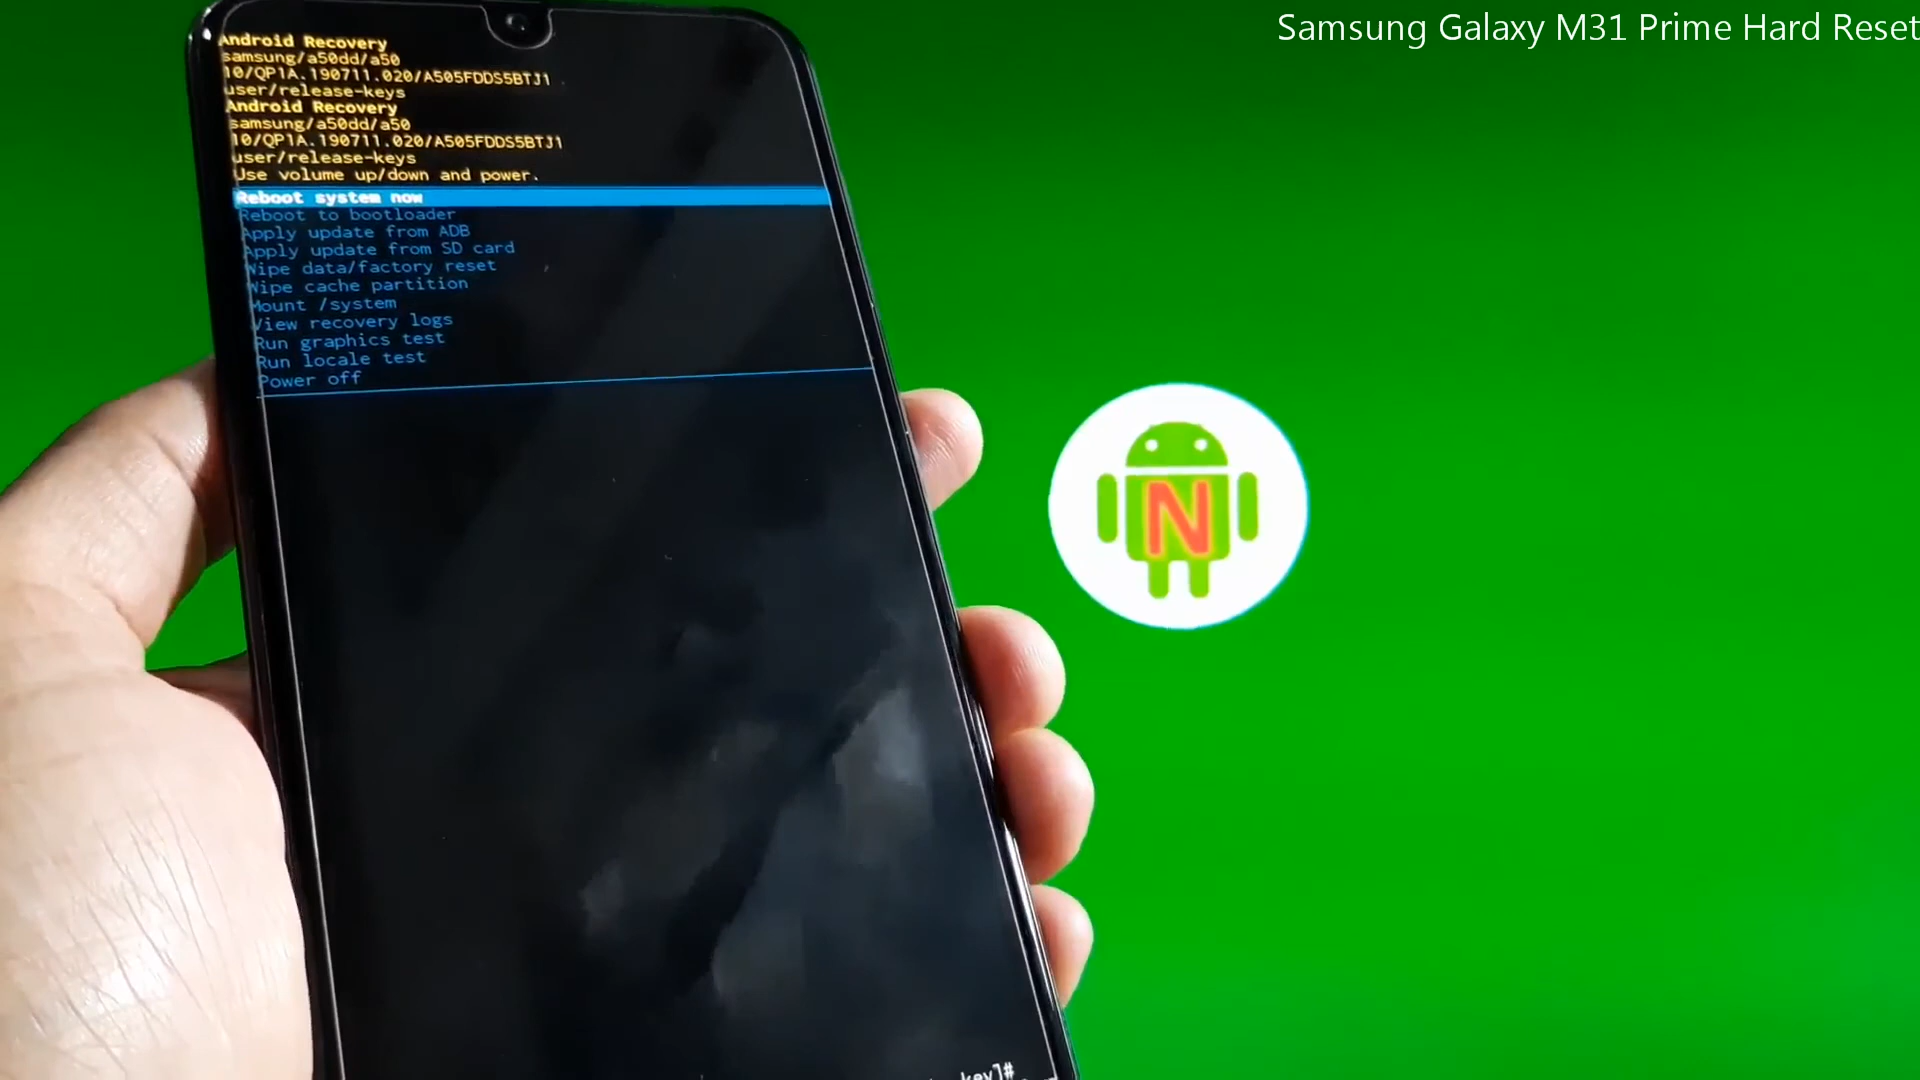 Samsung Galaxy M31 Prime Hard Reset
Android Recovery
samsung/a50dd/a50
10/QP1A.190711.020/A505FDDS5BTJ1
user/release-keys
Android Recovery
samsung/a50dd/a50
10/QP1A.190711.020/A505FDDS5BTJ1
user/release-keys
Use volume up/down and power.
Reboot system now
Reboot to bootloader
Apply update from ADB
Apply update from SD card
Wipe data/factory reset
Wipe cache partition
Mount /system
View recovery logs
Run graphics test
Run locale test
Power off
N
key]#